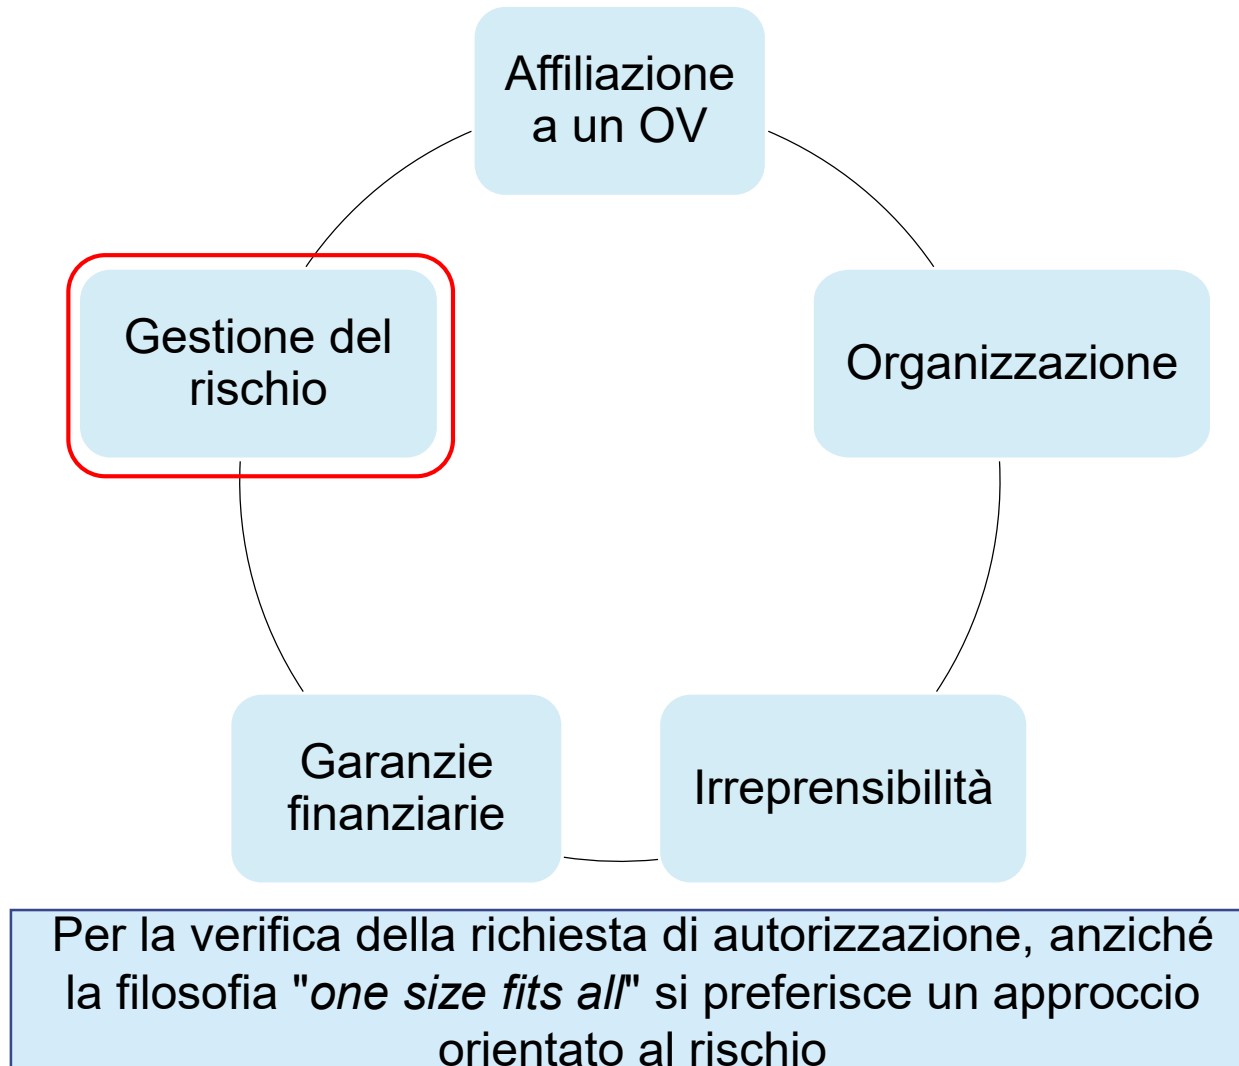 Affiliazione
a un OV
Gestione del
rischio
Organizzazione
Garanzie
finanziarie
Irreprensibilità
Per la verifica della richiesta di autorizzazione, anziché
la filosofia "one size fits all" si preferisce un approccio
orientato al rischio